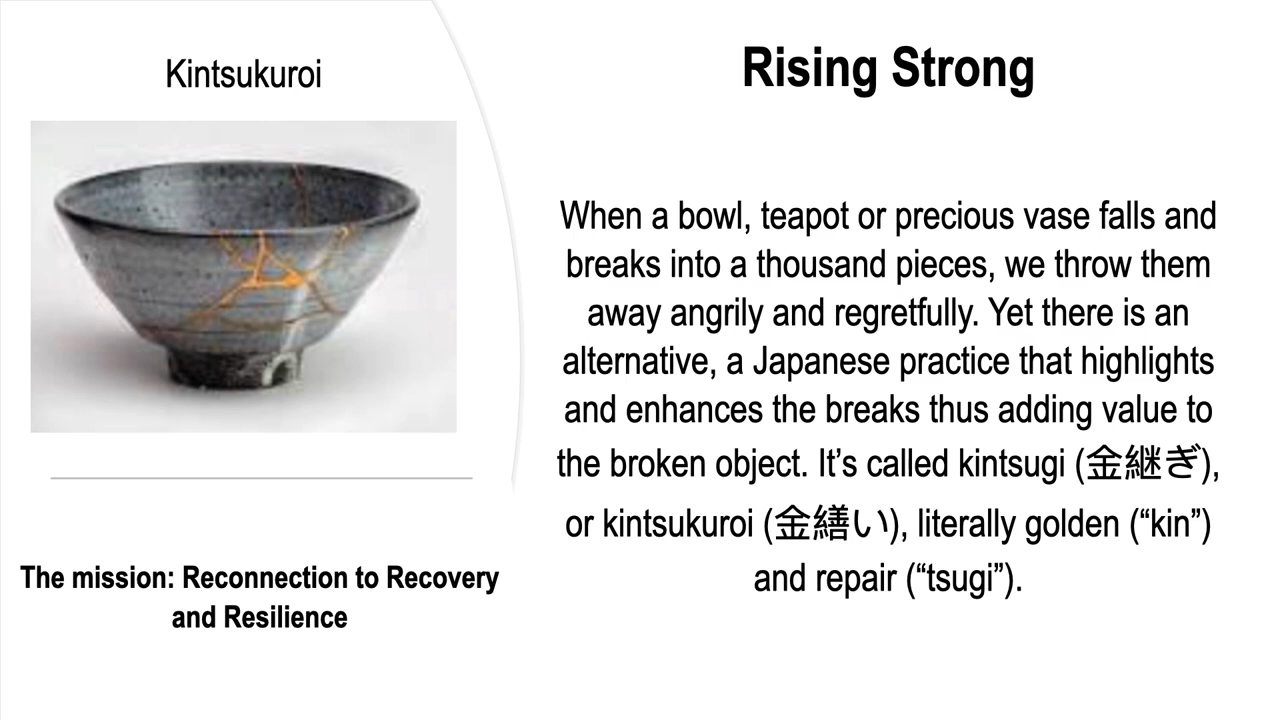 Kintsukuroi
The mission: Reconnection to Recovery
and Resilience
Rising Strong
When a bowl, teapot or precious vase falls and
breaks into a thousand pieces, we throw them
away angrily and regretfully. Yet there is an
alternative, a Japanese practice that highlights
and enhances the breaks thus adding value to
the broken object. It’s called kintsugi (金継ぎ),
or kintsukuroi (金繕い), literally golden (“kin”)
and repair (“tsugi”).